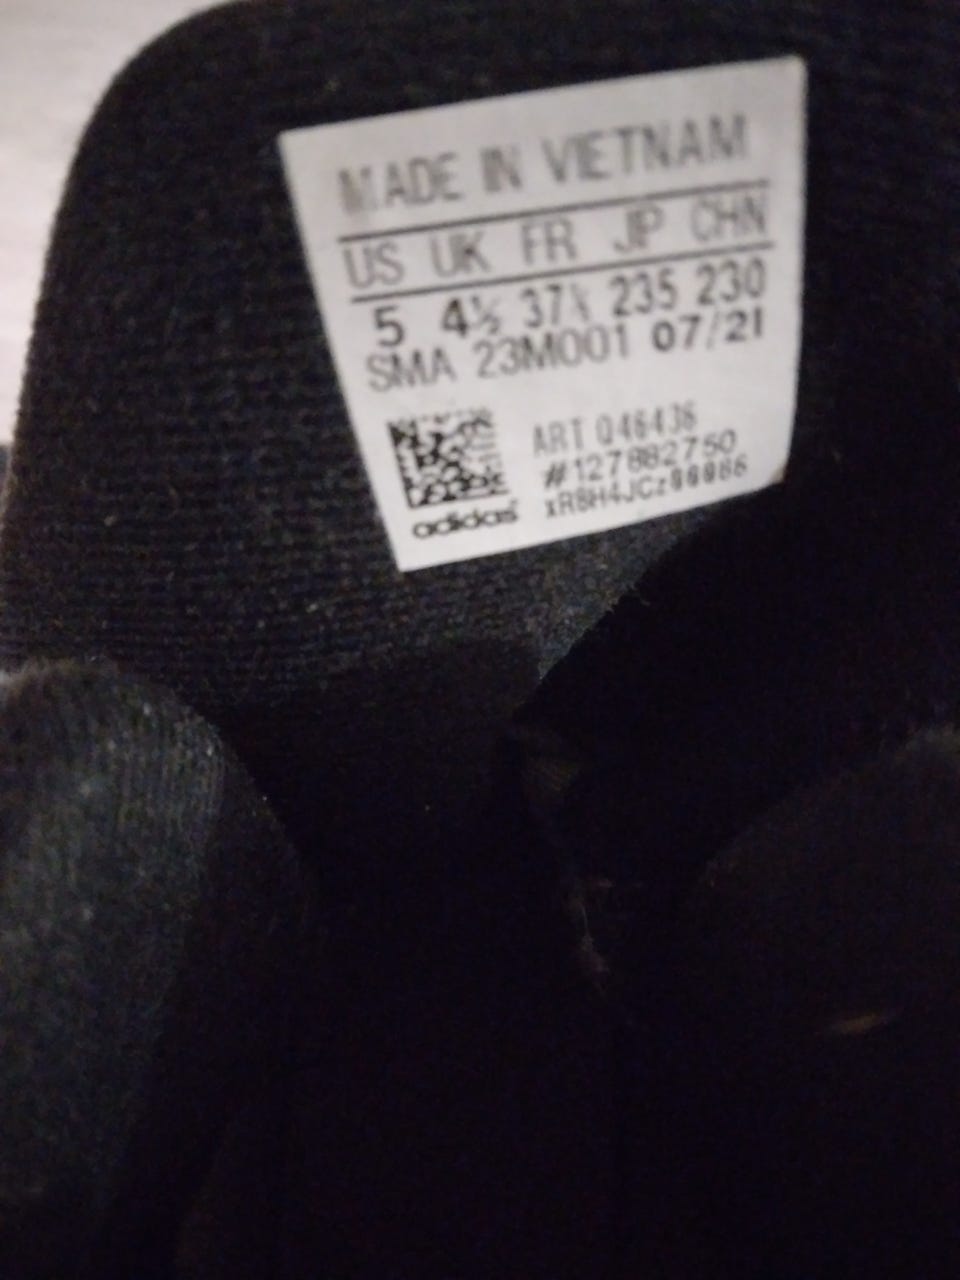 MADE IN VIETNAM
US UK FR JP CHN
5 4½ 37⅓ 235 230
SMA 23M001 07/21
ART Q46436
#127882750
adidas